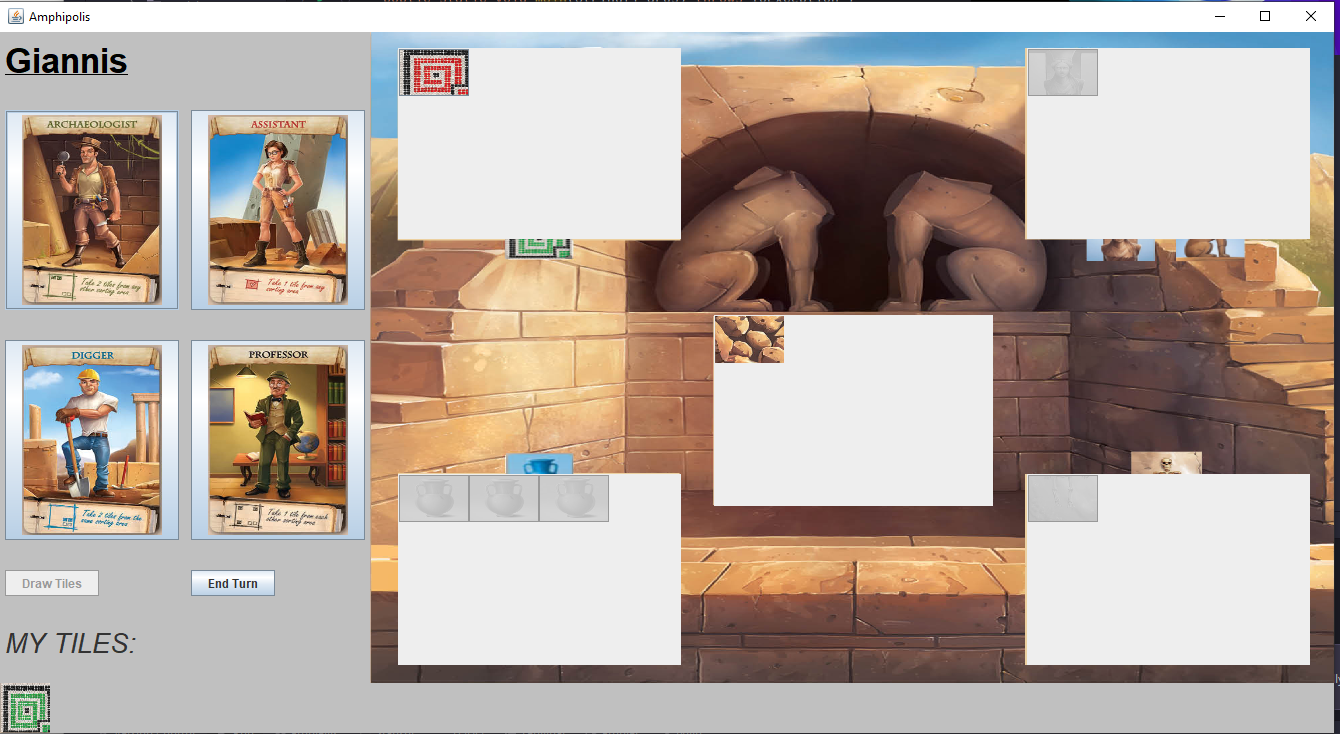 Amphipolis
Giannis
ARCHAEOLOGIST
Take 2 tiles from any
other sorting area
ASSISTANT
Take 1 tile from any
sorting area
DIGGER
Take 2 tiles from the
same sorting area
PROFESSOR
Take 1 tile from each
other sorting area
Draw Tiles
End Turn
MY TILES: